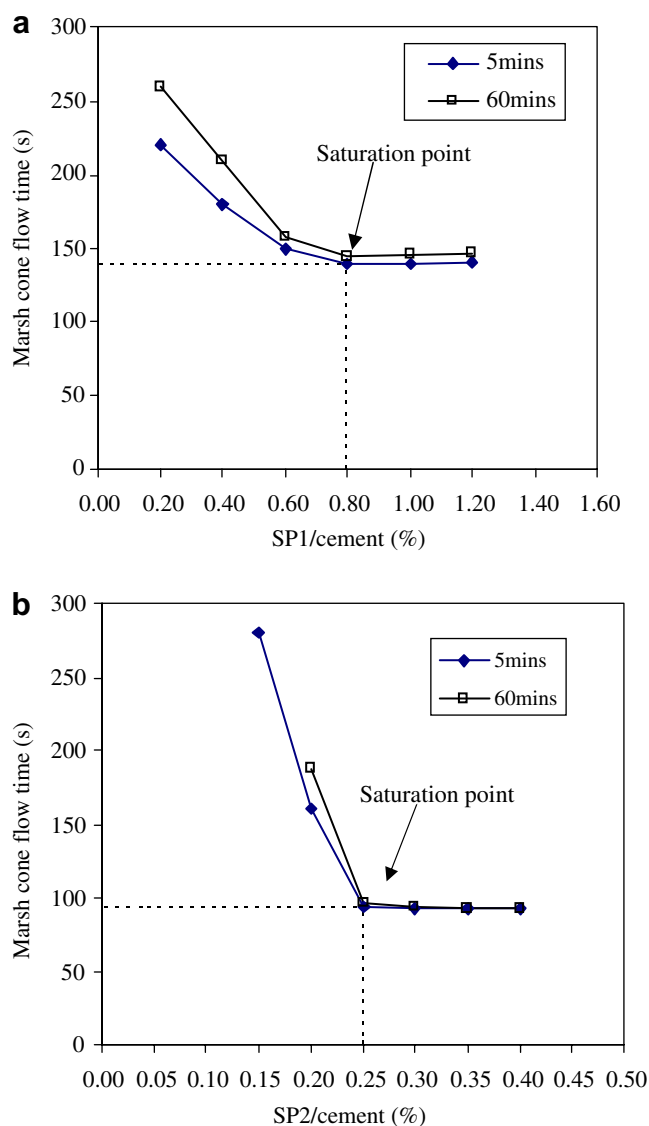 a
300
250
200
150
100
50
0
Marsh cone flow time (s)
5mins
60mins
Saturation point
0.00 0.20 0.40 0.60 0.80 1.00 1.20 1.40 1.60
SP1/cement (%)
b
300
250
200
150
100
50
0
Marsh cone flow time (s)
5mins
60mins
Saturation point
0.00 0.05 0.10 0.15 0.20 0.25 0.30 0.35 0.40 0.45 0.50
SP2/cement (%)